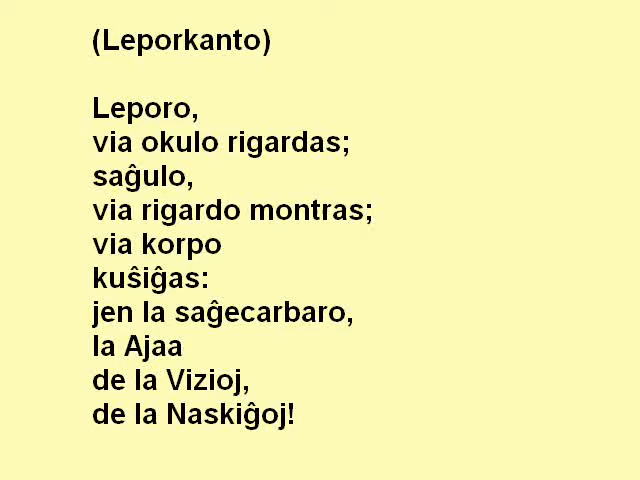 (Leporkanto)
Leporo,
via okulo rigardas;
saĝulo,
via rigardo montras;
via korpo
kuŝiĝas:
jen la saĝecarbaro,
la Ajaa
de la Vizioj,
de la Naskiĝoj!